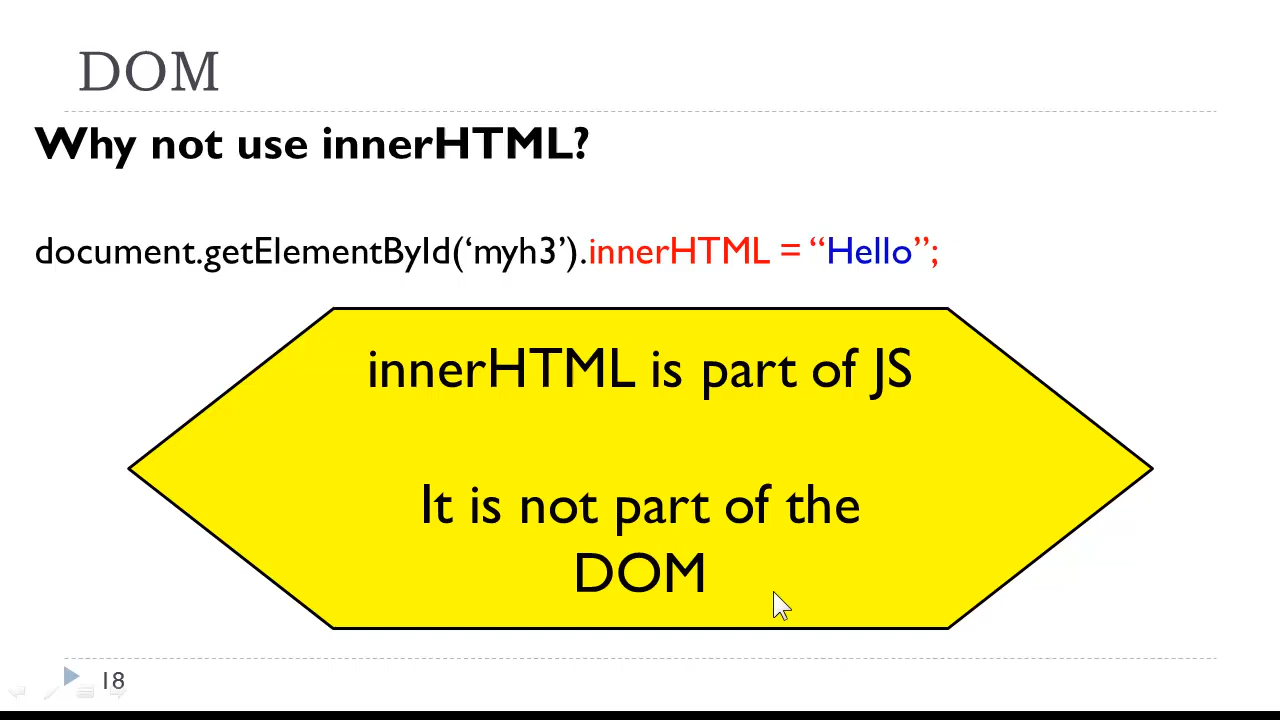 DOM
Why not use innerHTML?
document.getElementById(‘myh3’).innerHTML = “Hello”;
innerHTML is part of JS
It is not part of the
DOM
18